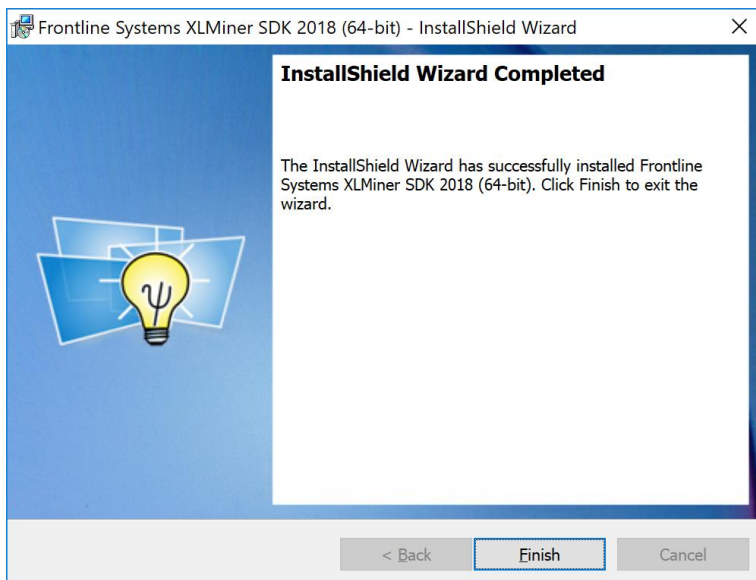 Frontline Systems XLMiner SDK 2018 (64-bit) - InstallShield Wizard
InstallShield Wizard Completed
The InstallShield Wizard has successfully installed Frontline
Systems XLMiner SDK 2018 (64-bit). Click Finish to exit the
wizard.
ψ
< Back Finish Cancel